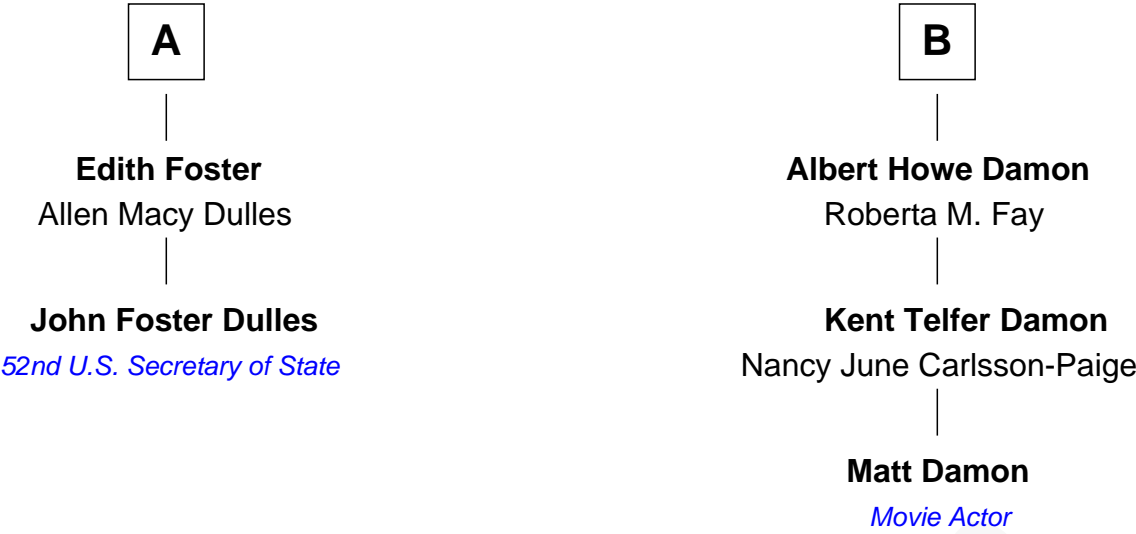 A
Edith Foster
Allen Macy Dulles
John Foster Dulles
52nd U.S. Secretary of State
B
Albert Howe Damon
Roberta M. Fay
Kent Telfer Damon
Nancy June Carlsson-Paige
Matt Damon
Movie Actor